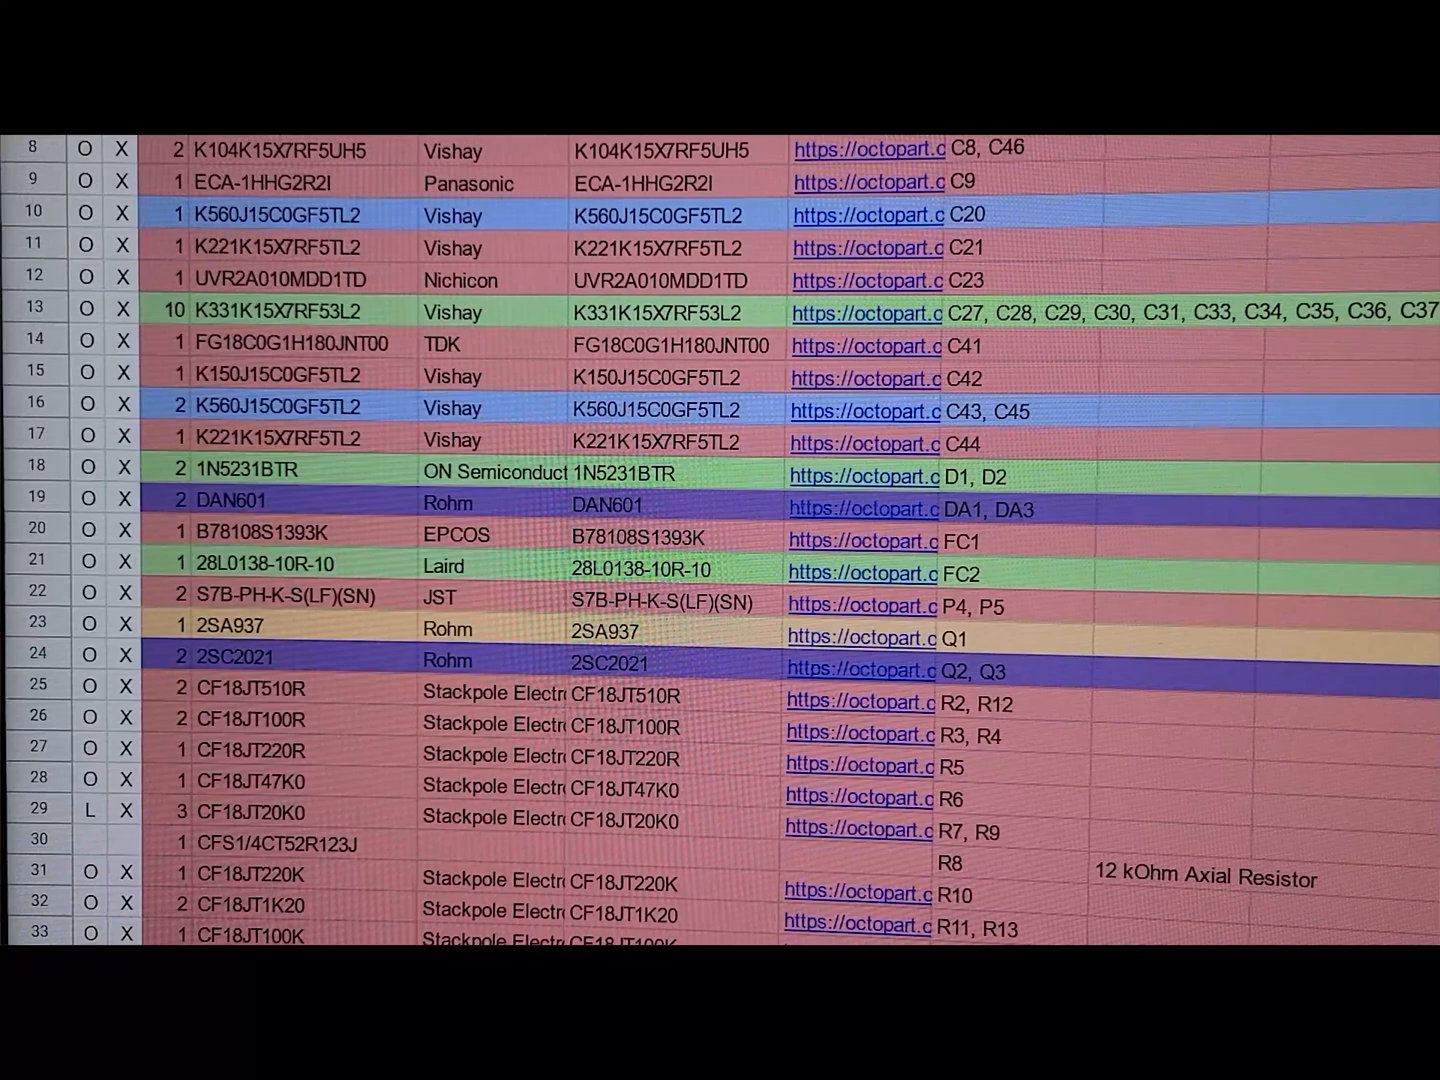 8 O X 2 K104K15X7RF5UH5 Vishay K104K15X7RF5UH5 https://octopart.c C8, C46
9 O X 1 ECA-1HHG2R2I Panasonic ECA-1HHG2R2I https://octopart.c C9
10 O X 1 K560J15C0GF5TL2 Vishay K560J15C0GF5TL2 https://octopart.c C20
11 O X 1 K221K15X7RF5TL2 Vishay K221K15X7RF5TL2 https://octopart.c C21
12 O X 1 UVR2A010MDD1TD Nichicon UVR2A010MDD1TD https://octopart.c C23
13 O X 10 K331K15X7RF53L2 Vishay K331K15X7RF53L2 https://octopart.c C27, C28, C29, C30, C31, C33, C34, C35, C36, C37
14 O X 1 FG18C0G1H180JNT00 TDK FG18C0G1H180JNT00 https://octopart.c C41
15 O X 1 K150J15C0GF5TL2 Vishay K150J15C0GF5TL2 https://octopart.c C42
16 O X 2 K560J15C0GF5TL2 Vishay K560J15C0GF5TL2 https://octopart.c C43, C45
17 O X 1 K221K15X7RF5TL2 Vishay K221K15X7RF5TL2 https://octopart.c C44
18 O X 2 1N5231BTR ON Semiconduct 1N5231BTR https://octopart.c D1, D2
19 O X 2 DAN601 Rohm DAN601 https://octopart.c DA1, DA3
20 O X 1 B78108S1393K EPCOS B78108S1393K https://octopart.c FC1
21 O X 1 28L0138-10R-10 Laird 28L0138-10R-10 https://octopart.c FC2
22 O X 2 S7B-PH-K-S(LF)(SN) JST S7B-PH-K-S(LF)(SN) https://octopart.c P4, P5
23 O X 1 2SA937 Rohm 2SA937 https://octopart.c Q1
24 O X 2 2SC2021 Rohm 2SC2021 https://octopart.c Q2, Q3
25 O X 2 CF18JT510R Stackpole Electr CF18JT510R https://octopart.c R2, R12
26 O X 2 CF18JT100R Stackpole Electr CF18JT100R https://octopart.c R3, R4
27 O X 1 CF18JT220R Stackpole Electr CF18JT220R https://octopart.c R5
28 O X 1 CF18JT47K0 Stackpole Electr CF18JT47K0 https://octopart.c R6
29 L X 3 CF18JT20K0 Stackpole Electr CF18JT20K0 https://octopart.c R7, R9
30 1 CFS1/4CT52R123J R8 12 kOhm Axial Resistor
31 O X 1 CF18JT220K Stackpole Electr CF18JT220K https://octopart.c R10
32 O X 2 CF18JT1K20 Stackpole Electr CF18JT1K20 https://octopart.c R11, R13
33 O X 1 CF18JT100K Stackpole Electr CF18JT100K